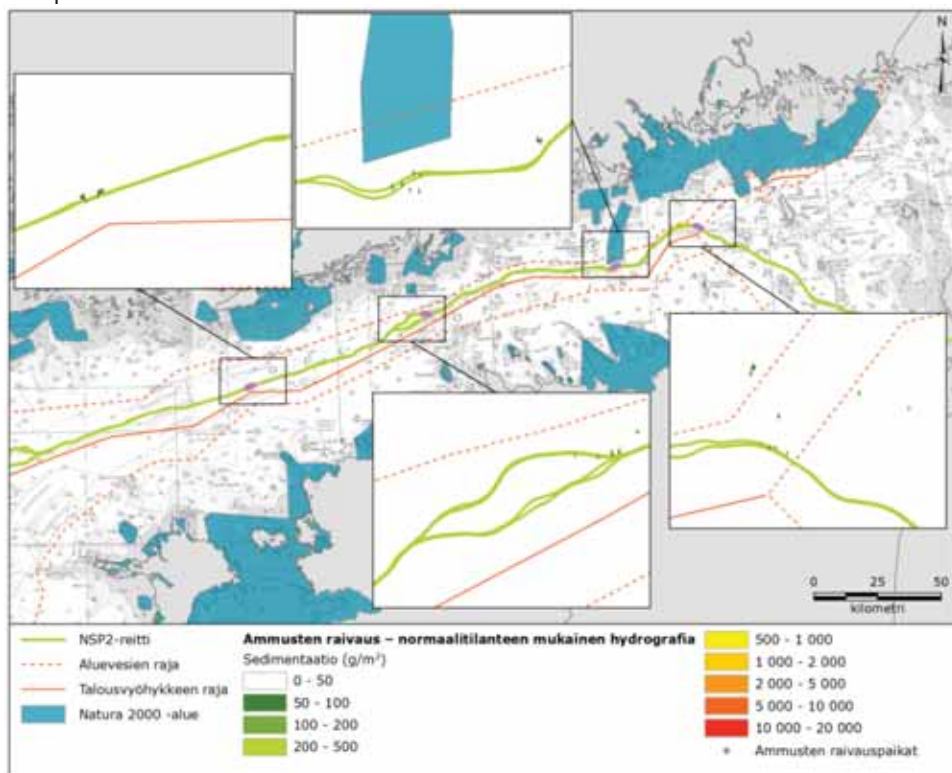 N
0 25 50
kilometri
NSP2-reitti
Aluevesien raja
Talousvyöhykkeen raja
Natura 2000 -alue
Ammusten raivaus – normaalitilanteen mukainen hydrografia
Sedimentaatio (g/m²)
0 - 50
50 - 100
100 - 200
200 - 500
500 - 1 000
1 000 - 2 000
2 000 - 5 000
5 000 - 10 000
10 000 - 20 000
Ammusten raivauspaikat